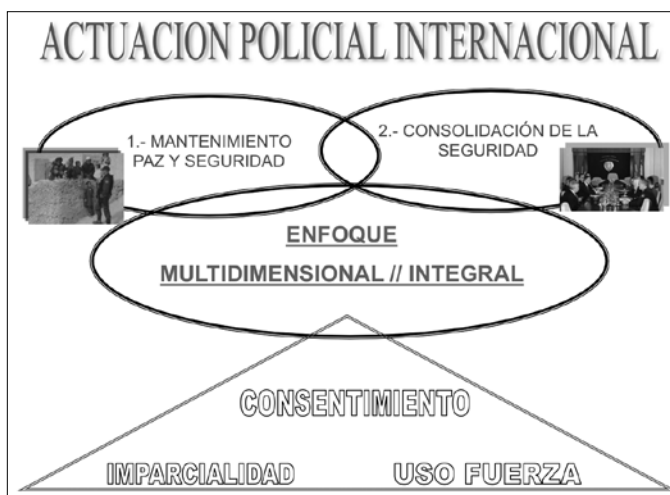 ACTUACION POLICIAL INTERNACIONAL
1.- MANTENIMIENTO
PAZ Y SEGURIDAD
2.- CONSOLIDACIÓN DE LA
SEGURIDAD
ENFOQUE
MULTIDIMENSIONAL // INTEGRAL
CONSENTIMIENTO
IMPARCIALIDAD
USO FUERZA